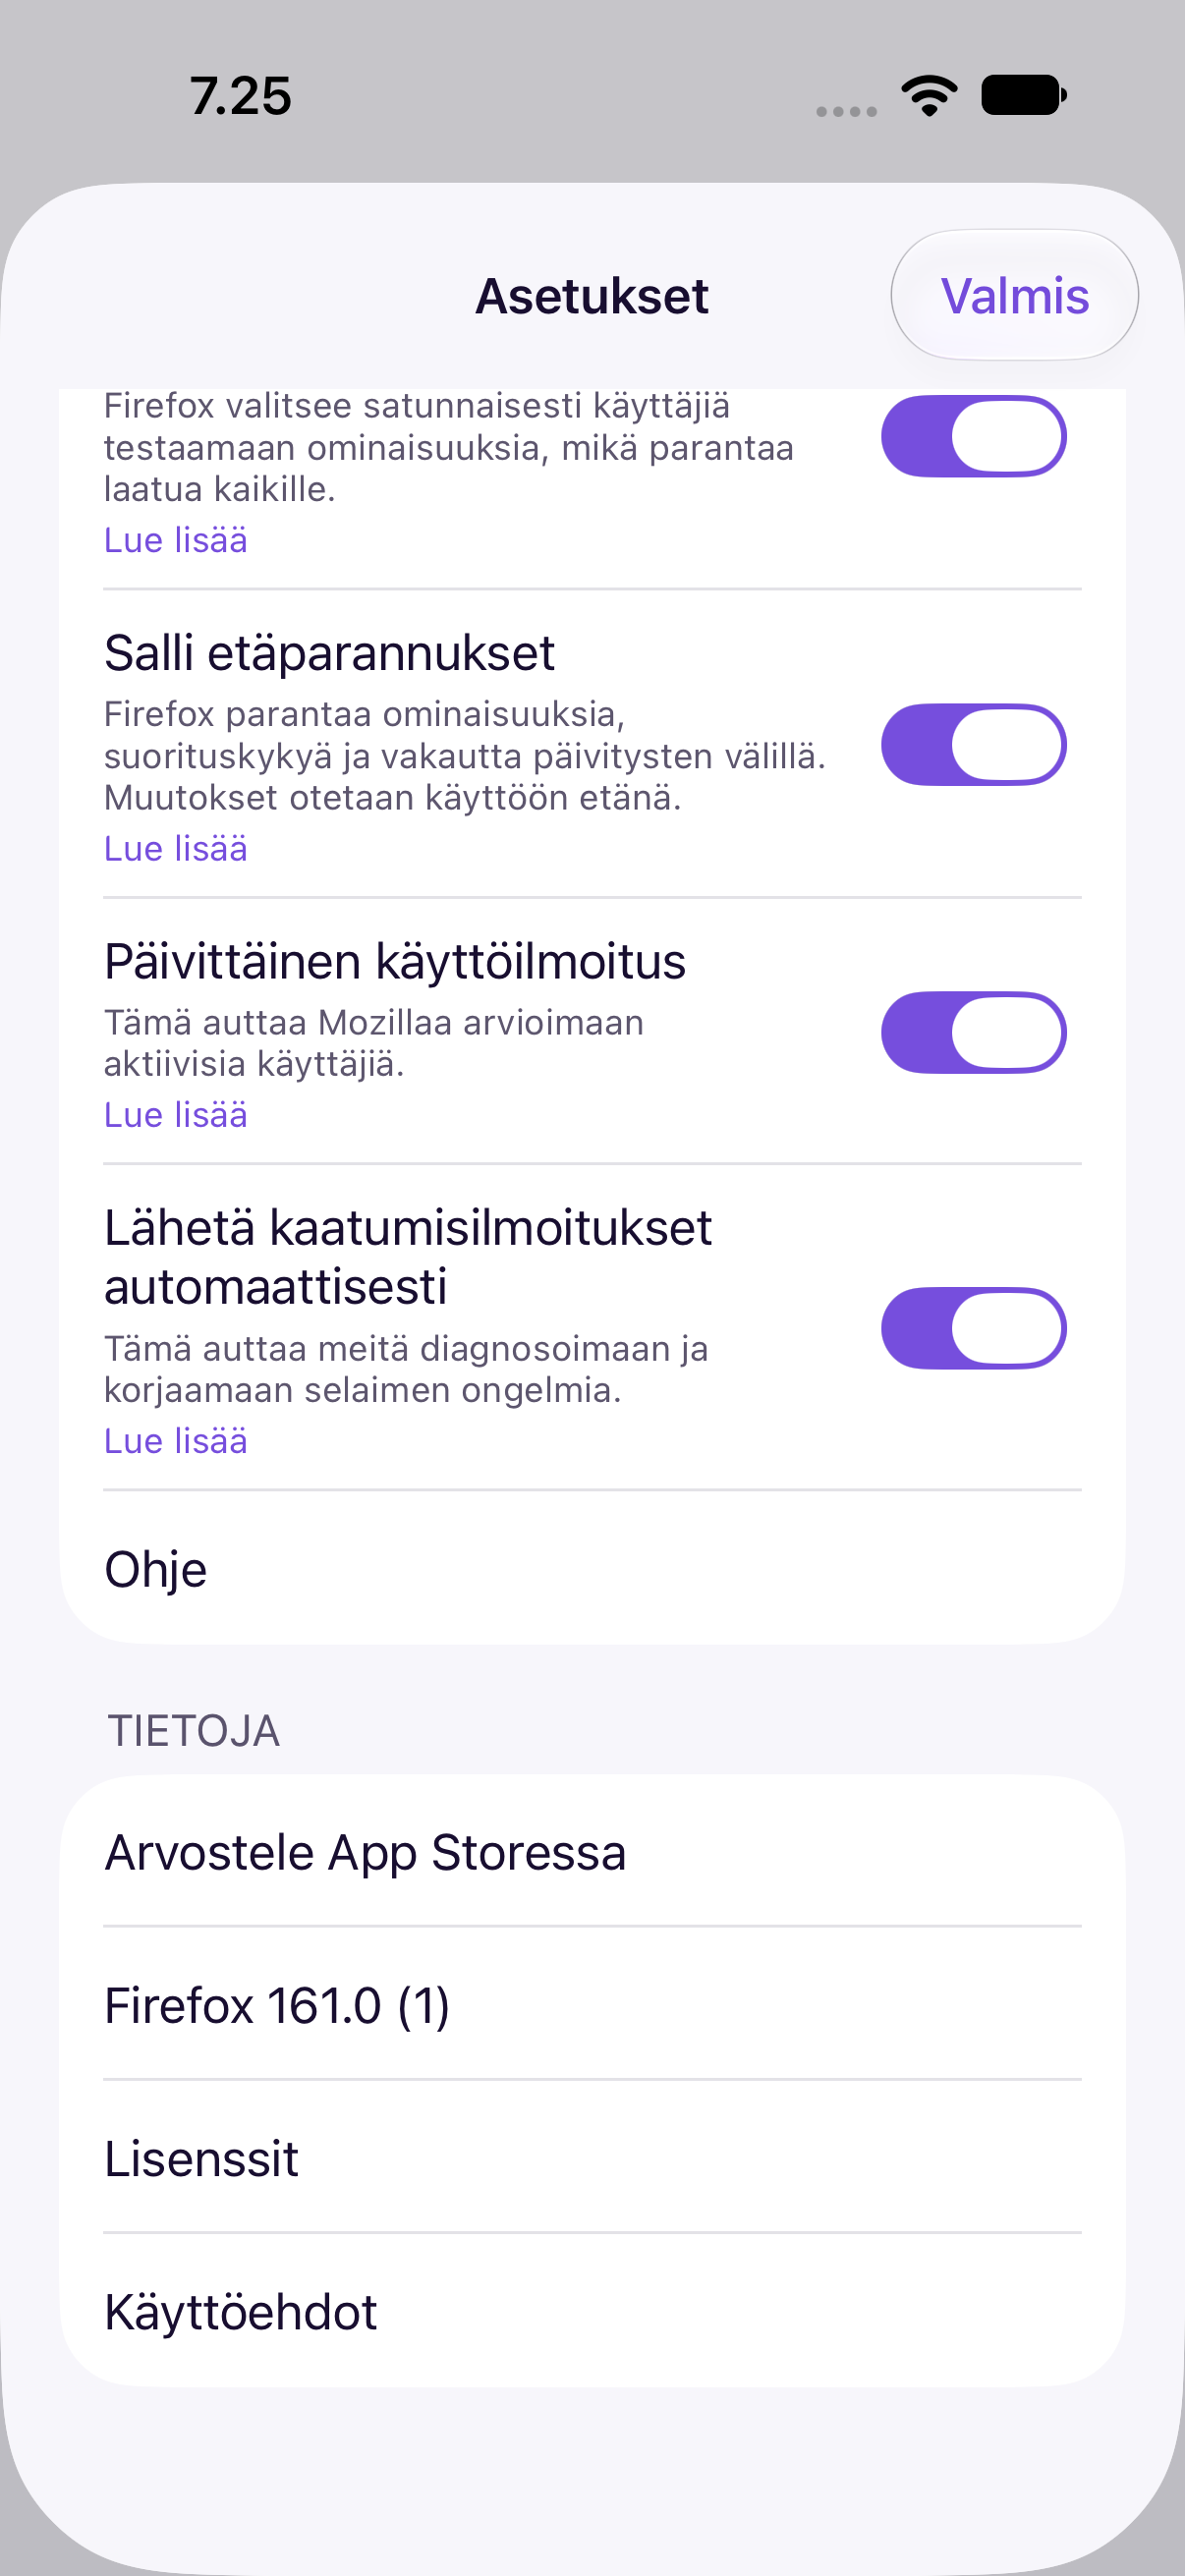 7.25
Asetukset
Valmis
Firefox valitsee satunnaisesti käyttäjiä
testaamaan ominaisuuksia, mikä parantaa
laatua kaikille.
Lue lisää
Salli etäparannukset
Firefox parantaa ominaisuuksia,
suorituskykyä ja vakautta päivitysten välillä.
Muutokset otetaan käyttöön etänä.
Lue lisää
Päivittäinen käyttöilmoitus
Tämä auttaa Mozillaa arvioimaan
aktiivisia käyttäjiä.
Lue lisää
Lähetä kaatumisilmoitukset
automaattisesti
Tämä auttaa meitä diagnosoimaan ja
korjaamaan selaimen ongelmia.
Lue lisää
Ohje
TIETOJA
Arvostele App Storessa
Firefox 161.0 (1)
Lisenssit
Käyttöehdot